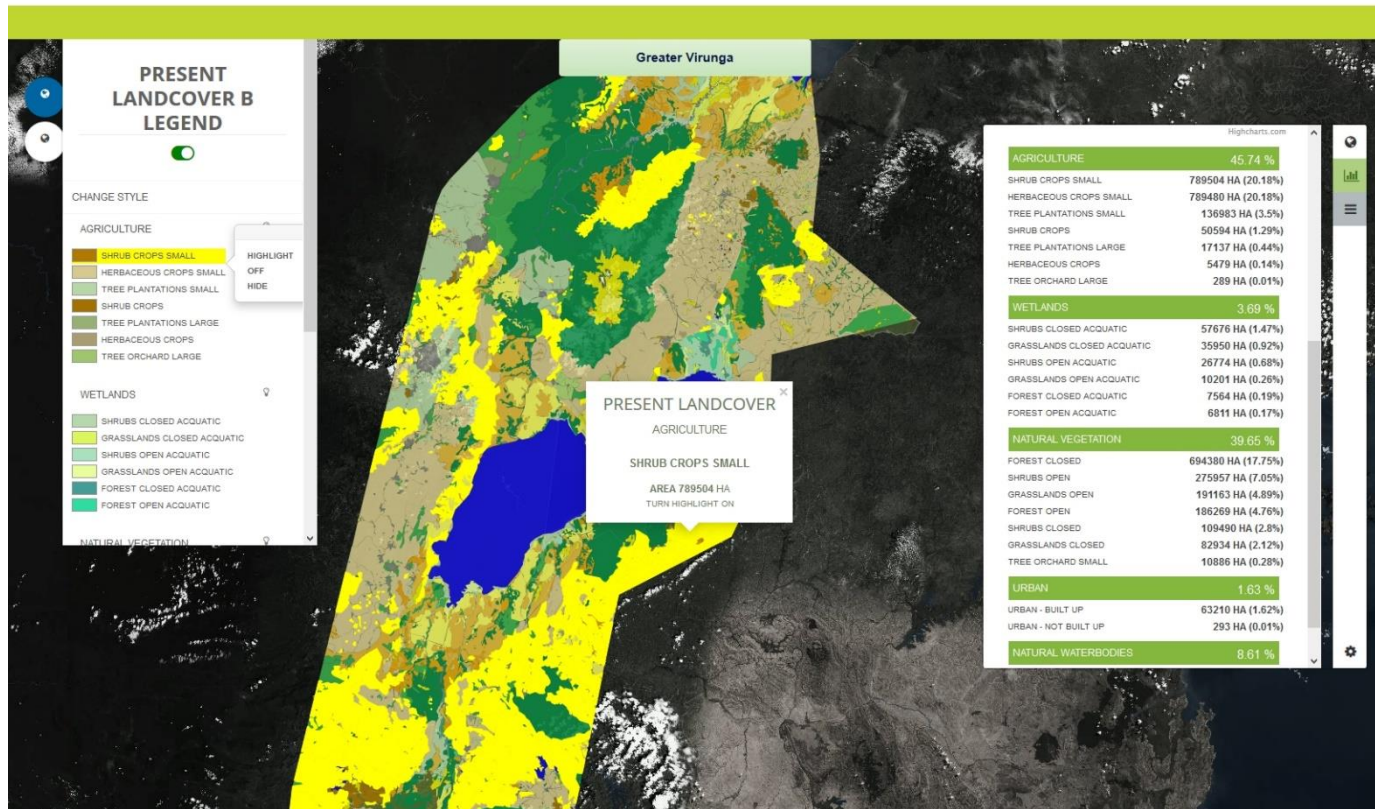 Greater Virunga
PRESENT
LANDCOVER B
LEGEND
CHANGE STYLE
AGRICULTURE
SHRUB CROPS SMALL
HERBACEOUS CROPS SMALL
TREE PLANTATIONS SMALL
SHRUB CROPS
TREE PLANTATIONS LARGE
HERBACEOUS CROPS
TREE ORCHARD LARGE
HIGHLIGHT
OFF
HIDE
WETLANDS
SHRUBS CLOSED ACQUATIC
GRASSLANDS CLOSED ACQUATIC
SHRUBS OPEN ACQUATIC
GRASSLANDS OPEN ACQUATIC
FOREST CLOSED ACQUATIC
FOREST OPEN ACQUATIC
NATURAL VEGETATION
PRESENT LANDCOVER ×
AGRICULTURE
SHRUB CROPS SMALL
AREA 789504 HA
TURN HIGHLIGHT ON
Highcharts.com
AGRICULTURE 45.74 %
SHRUB CROPS SMALL 789504 HA (20.18%)
HERBACEOUS CROPS SMALL 789480 HA (20.18%)
TREE PLANTATIONS SMALL 136983 HA (3.5%)
SHRUB CROPS 50594 HA (1.29%)
TREE PLANTATIONS LARGE 17137 HA (0.44%)
HERBACEOUS CROPS 5479 HA (0.14%)
TREE ORCHARD LARGE 289 HA (0.01%)
WETLANDS 3.69 %
SHRUBS CLOSED ACQUATIC 57676 HA (1.47%)
GRASSLANDS CLOSED ACQUATIC 35950 HA (0.92%)
SHRUBS OPEN ACQUATIC 26774 HA (0.68%)
GRASSLANDS OPEN ACQUATIC 10201 HA (0.26%)
FOREST CLOSED ACQUATIC 7564 HA (0.19%)
FOREST OPEN ACQUATIC 6811 HA (0.17%)
NATURAL VEGETATION 39.65 %
FOREST CLOSED 694380 HA (17.75%)
SHRUBS OPEN 275957 HA (7.05%)
GRASSLANDS OPEN 191163 HA (4.89%)
FOREST OPEN 186269 HA (4.76%)
SHRUBS CLOSED 109490 HA (2.8%)
GRASSLANDS CLOSED 82934 HA (2.12%)
TREE ORCHARD SMALL 10886 HA (0.28%)
URBAN 1.63 %
URBAN - BUILT UP 63210 HA (1.62%)
URBAN - NOT BUILT UP 293 HA (0.01%)
NATURAL WATERBODIES 8.61 %